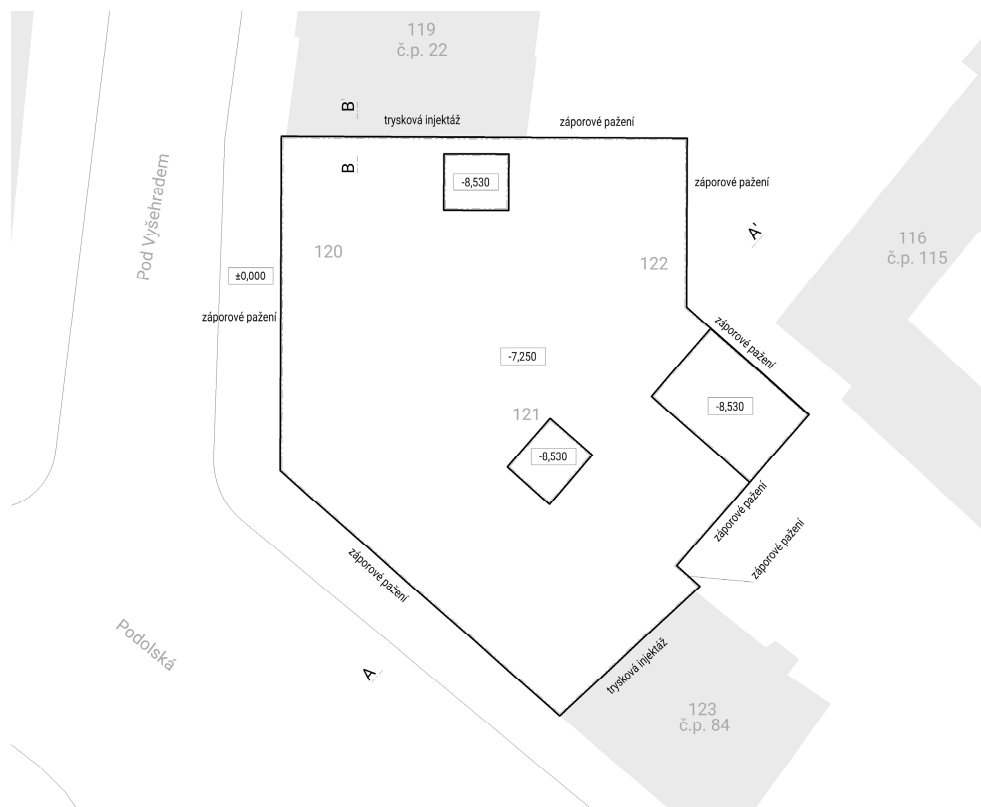 119
č.p. 22
B'
trysková injektáž
záporové pažení
B
-8,530
záporové pažení
Pod Vyšehradem
A'
120
122
116
č.p. 115
±0,000
záporové pažení
záporové pažení
-7,250
-8,530
121
-8,530
záporové pažení
záporové pažení
záporové pažení
Podolská
A
trysková injektáž
123
č.p. 84